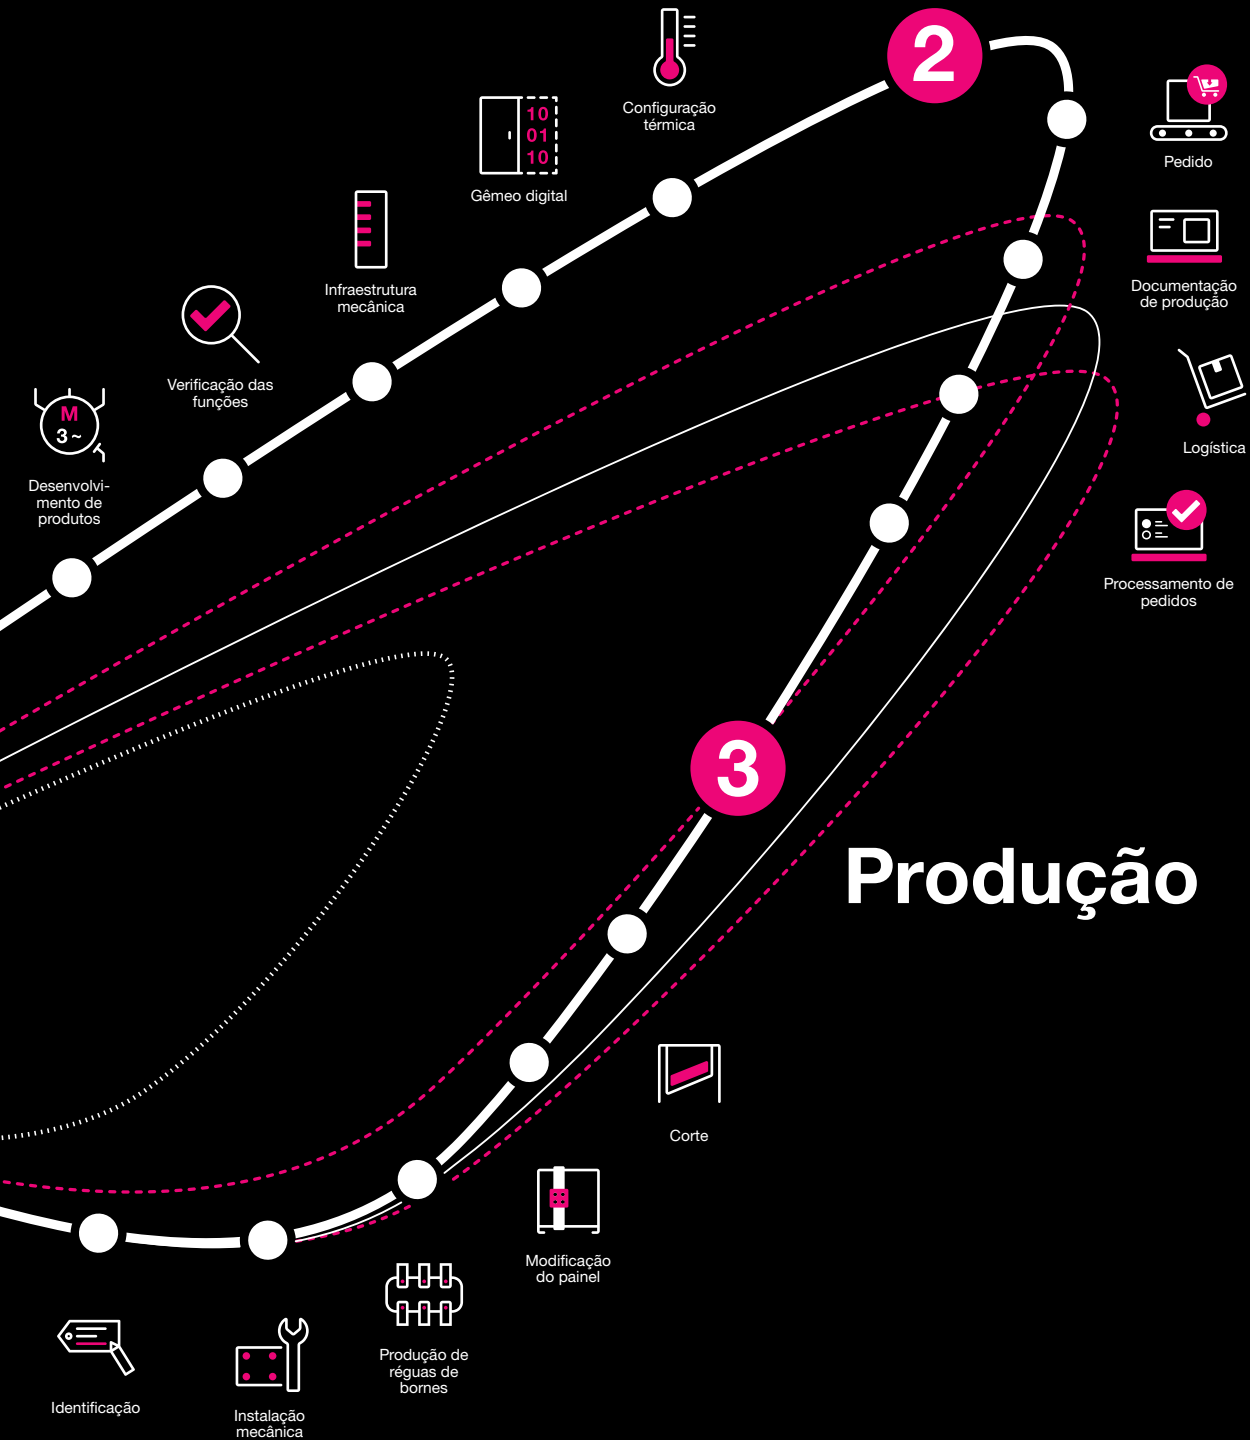 2
Configuração
térmica
10
01
10
Gêmeo digital
Infraestrutura
mecânica
Verificação das
funções
M
3~
Desenvolvi-
mento de
produtos
Pedido
Documentação
de produção
Logística
Processamento de
pedidos
3
Produção
Corte
Modificação
do painel
Produção de
réguas de
bornes
Instalação
mecânica
Identificação